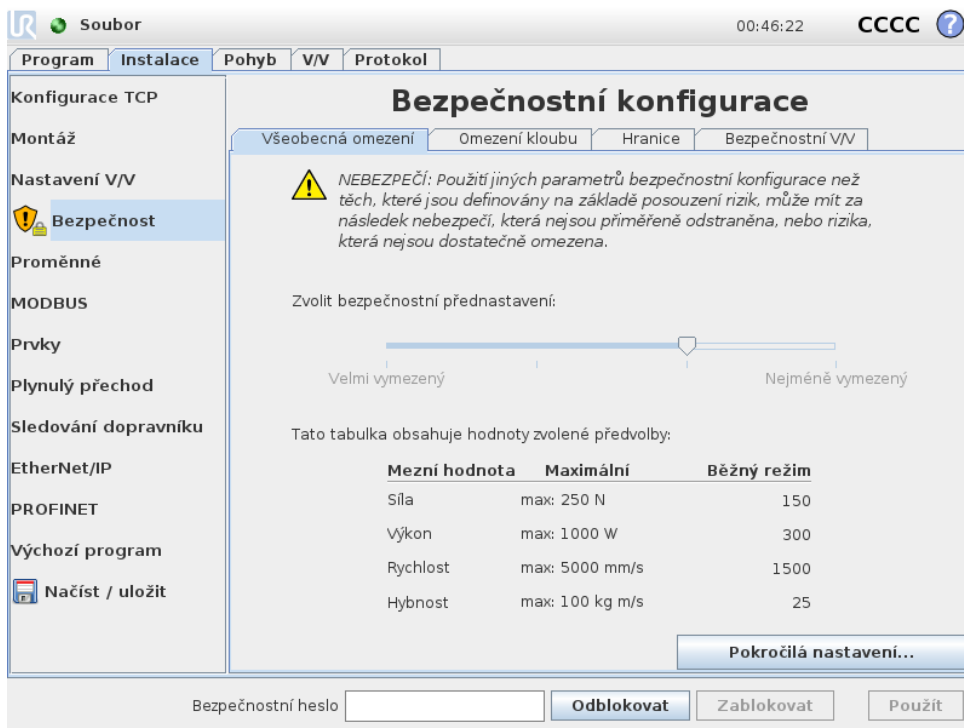 UR Soubor 00:46:22 CCCC ?
Program Instalace Pohyb V/V Protokol
Konfigurace TCP
Montáž
Nastavení V/V
Bezpečnost
Proměnné
MODBUS
Prvky
Plynulý přechod
Sledování dopravníku
EtherNet/IP
PROFINET
Výchozí program
Načíst / uložit
Bezpečnostní konfigurace
Všeobecná omezení Omezení kloubu Hranice Bezpečnostní V/V
NEBEZPEČÍ: Použití jiných parametrů bezpečnostní konfigurace než
těch, které jsou definovány na základě posouzení rizik, může mít za
následek nebezpečí, která nejsou přiměřeně odstraněna, nebo rizika,
která nejsou dostatečně omezena.
Zvolit bezpečnostní přednastavení:
Velmi vymezený Nejméně vymezený
Tato tabulka obsahuje hodnoty zvolené předvolby:
Mezní hodnota Maximální Běžný režim
Síla max: 250 N 150
Výkon max: 1000 W 300
Rychlost max: 5000 mm/s 1500
Hybnost max: 100 kg m/s 25
Pokročilá nastavení...
Bezpečnostní heslo Odblokovat Zablokovat Použít